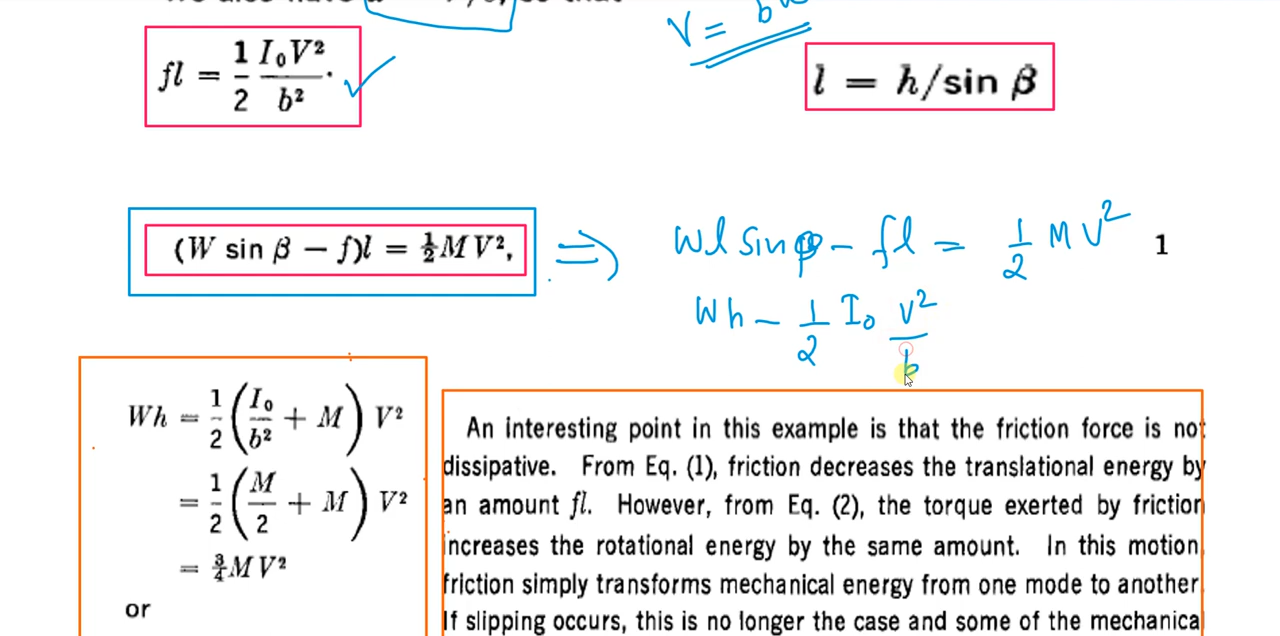 V = bω
fl = 1/2 I₀V²/b².
l = h/sin β
(W sin β − f)l = ½MV²,
⇒ Wl sin β − fl = 1/2 MV²
1
Wh − 1/2 I₀ V²/b
Wh = 1/2 (I₀/b² + M) V²
= 1/2 (M/2 + M) V²
= ¾MV²
or
An interesting point in this example is that the friction force is not
dissipative. From Eq. (1), friction decreases the translational energy by
an amount fl. However, from Eq. (2), the torque exerted by friction
increases the rotational energy by the same amount. In this motion
friction simply transforms mechanical energy from one mode to another
If slipping occurs, this is no longer the case and some of the mechanical